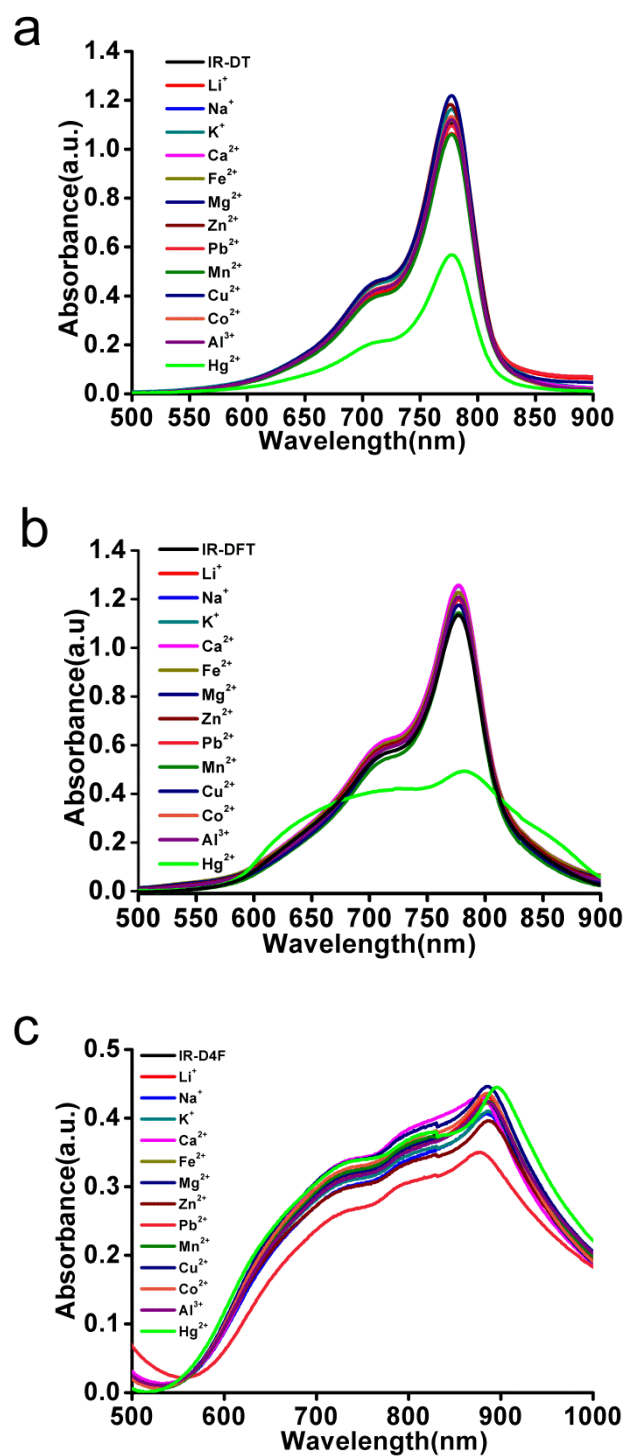 a
Absorbance(a.u.)
1.4
1.2
1.0
0.8
0.6
0.4
0.2
0.0
IR-DT
Li⁺
Na⁺
K⁺
Ca²⁺
Fe²⁺
Mg²⁺
Zn²⁺
Pb²⁺
Mn²⁺
Cu²⁺
Co²⁺
Al³⁺
Hg²⁺
500 550 600 650 700 750 800 850 900
Wavelength(nm)
b
Absorbance(a.u)
1.4
1.2
1.0
0.8
0.6
0.4
0.2
0.0
IR-DFT
Li⁺
Na⁺
K⁺
Ca²⁺
Fe²⁺
Mg²⁺
Zn²⁺
Pb²⁺
Mn²⁺
Cu²⁺
Co²⁺
Al³⁺
Hg²⁺
500 550 600 650 700 750 800 850 900
Wavelength(nm)
c
Absorbance(a.u.)
0.5
0.4
0.3
0.2
0.1
0.0
IR-D4F
Li⁺
Na⁺
K⁺
Ca²⁺
Fe²⁺
Mg²⁺
Zn²⁺
Pb²⁺
Mn²⁺
Cu²⁺
Co²⁺
Al³⁺
Hg²⁺
500 600 700 800 900 1000
Wavelength(nm)